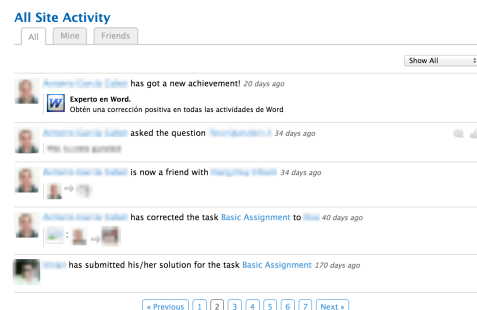 All Site Activity
All Mine Friends
Show All
has got a new achievement! 20 days ago
Experto en Word.
Obtén una corrección positiva en todas las actividades de Word
asked the question 34 days ago
is now a friend with 34 days ago
has corrected the task Basic Assignment to 40 days ago
has submitted his/her solution for the task Basic Assignment 170 days ago
« Previous 1 2 3 4 5 6 7 Next »